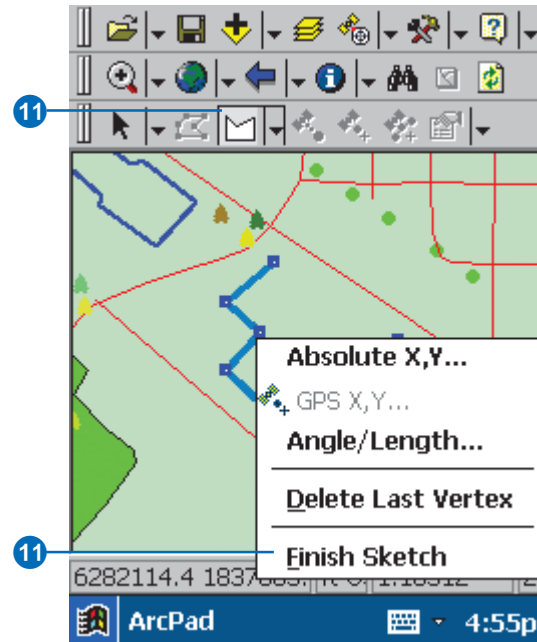 11
Absolute X,Y...
GPS X,Y...
Angle/Length...
Delete Last Vertex
11
Finish Sketch
6282114.4
ArcPad
4:55p